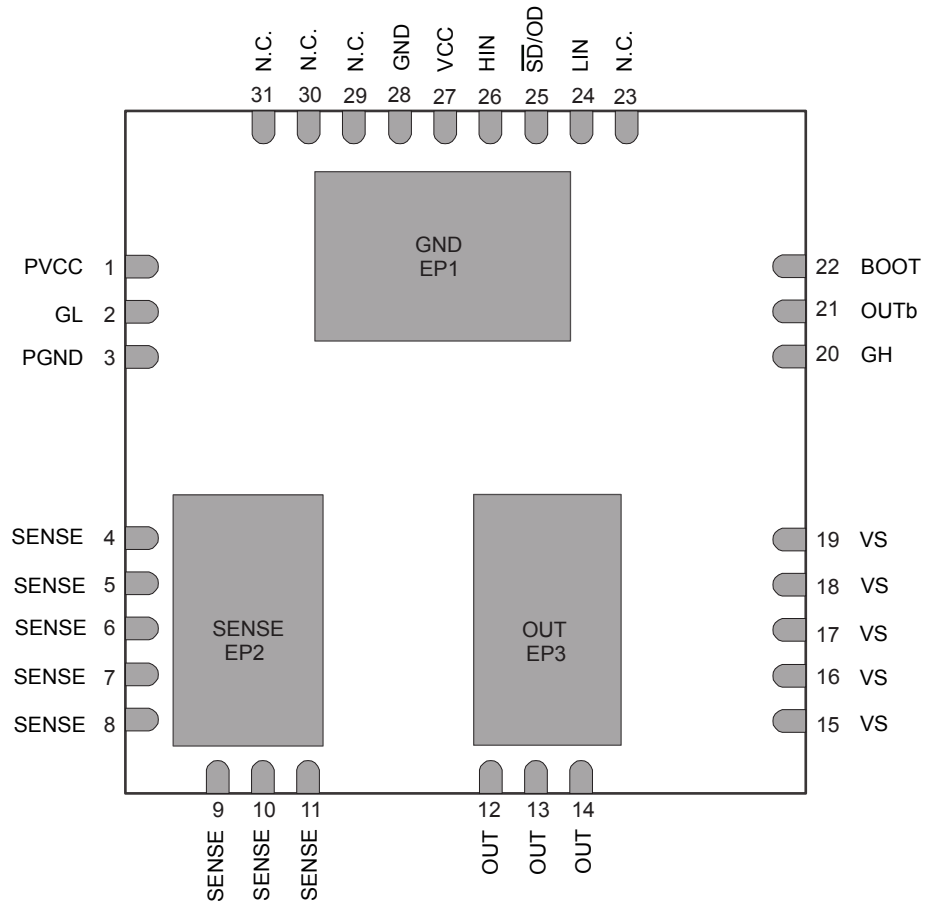 N.C.
N.C.
N.C.
GND
VCC
HIN
S̅D̅/OD
LIN
N.C.
31 30 29 28 27 26 25 24 23
GND
EP1
PVCC 1
GL 2
PGND 3
22 BOOT
21 OUTb
20 GH
SENSE 4
SENSE 5
SENSE 6
SENSE 7
SENSE 8
SENSE
EP2
OUT
EP3
19 VS
18 VS
17 VS
16 VS
15 VS
9 10 11 12 13 14
SENSE
SENSE
SENSE
OUT
OUT
OUT